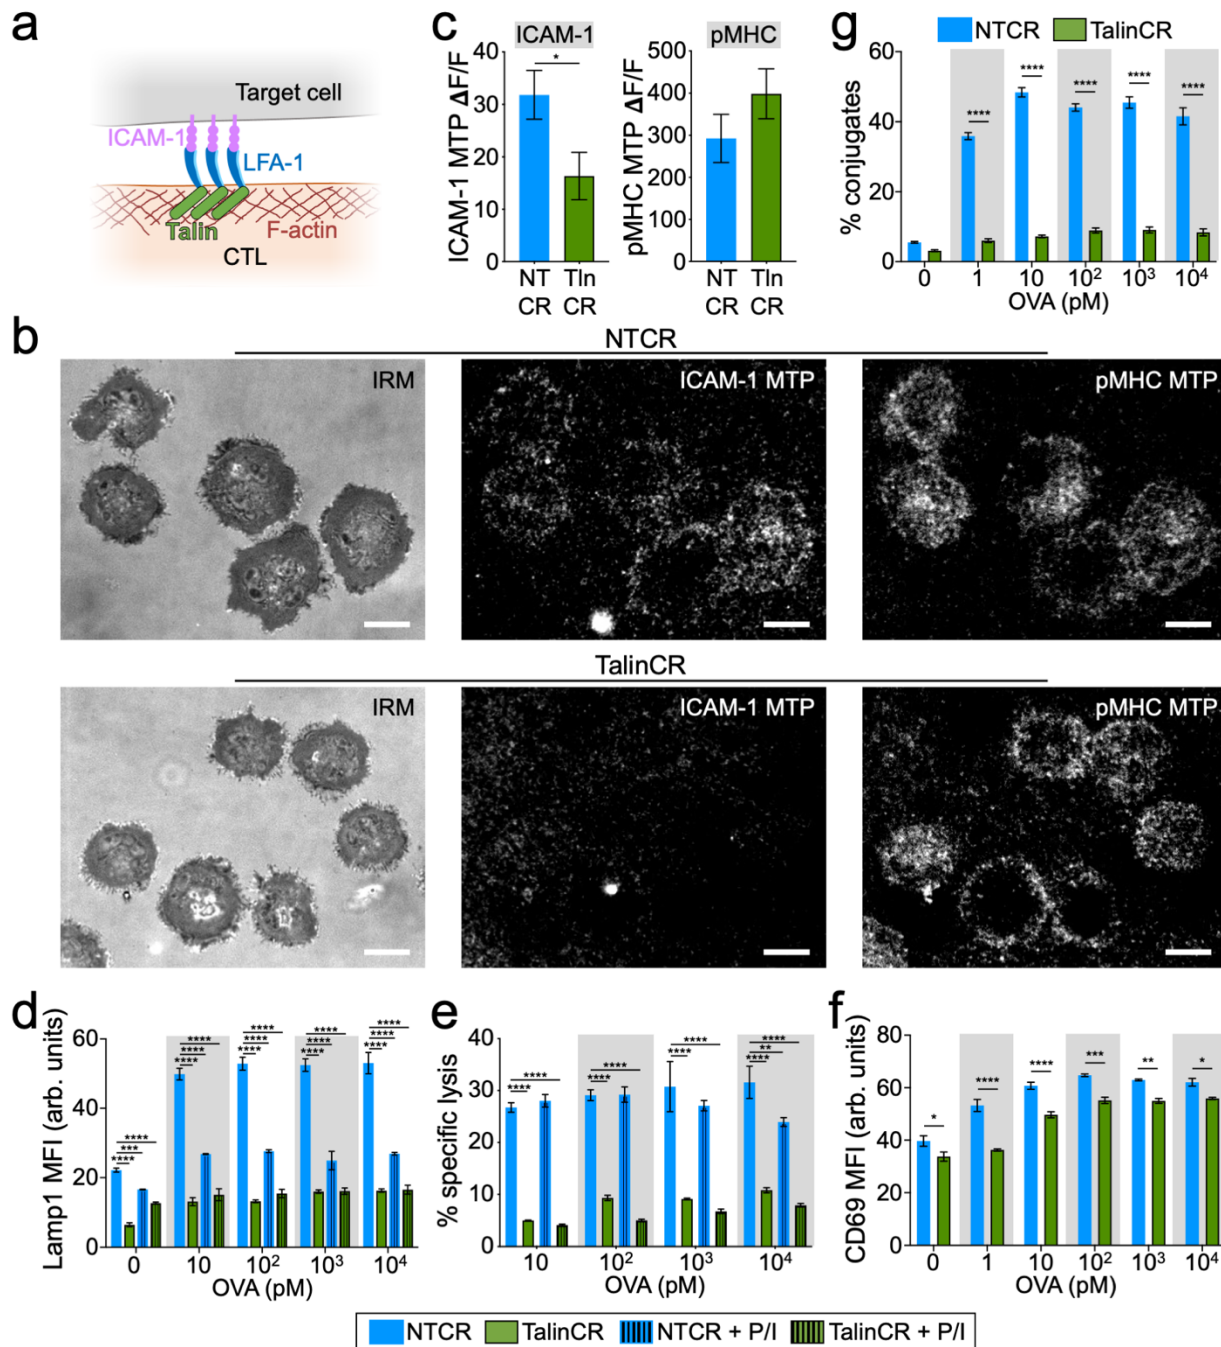 a
Target cell
ICAM-1
LFA-1
Talin
F-actin
CTL
c
ICAM-1
ICAM-1 MTP ΔF/F
40
30
20
10
0
*
NT
CR
Tln
CR
pMHC
pMHC MTP ΔF/F
500
400
300
200
100
0
NT
CR
Tln
CR
g
NTCR
TalinCR
% conjugates
60
40
20
0
****
****
****
****
****
0
1
10
10²
10³
10⁴
OVA (pM)
b
NTCR
IRM
ICAM-1 MTP
pMHC MTP
TalinCR
IRM
ICAM-1 MTP
pMHC MTP
d
Lamp1 MFI (arb. units)
60
40
20
0
****
***
****
****
****
****
****
****
****
****
****
****
****
****
0
10
10²
10³
10⁴
OVA (pM)
e
% specific lysis
40
30
20
10
0
****
****
****
****
****
****
****
**
****
10
10²
10³
10⁴
OVA (pM)
f
CD69 MFI (arb. units)
80
60
40
20
0
*
****
****
***
**
*
0
1
10
10²
10³
10⁴
OVA (pM)
NTCR
TalinCR
NTCR + P/I
TalinCR + P/I